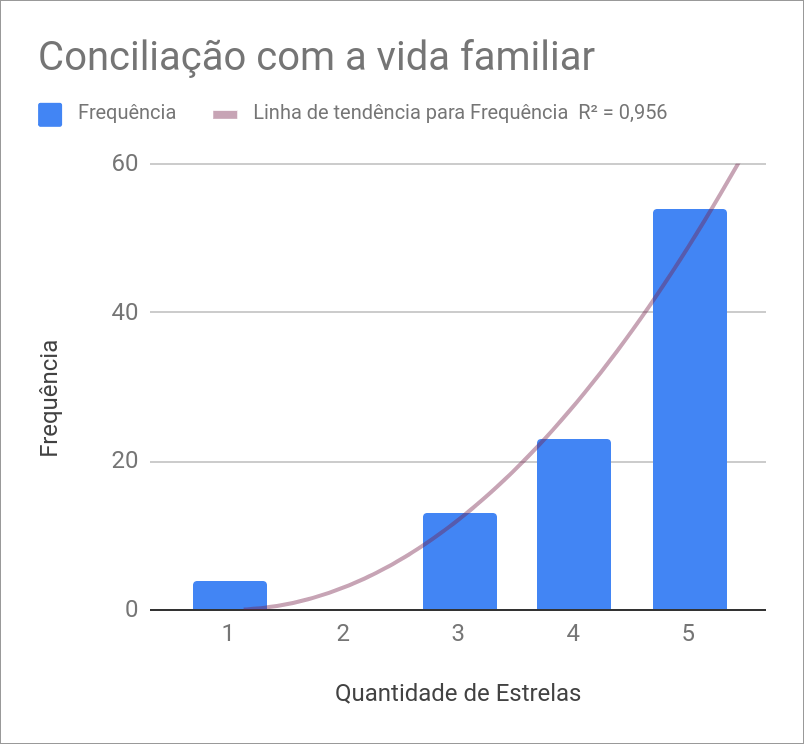 Conciliação com a vida familiar
Frequência
Linha de tendência para Frequência R² = 0,956
60
40
20
0
Frequência
1 2 3 4 5
Quantidade de Estrelas